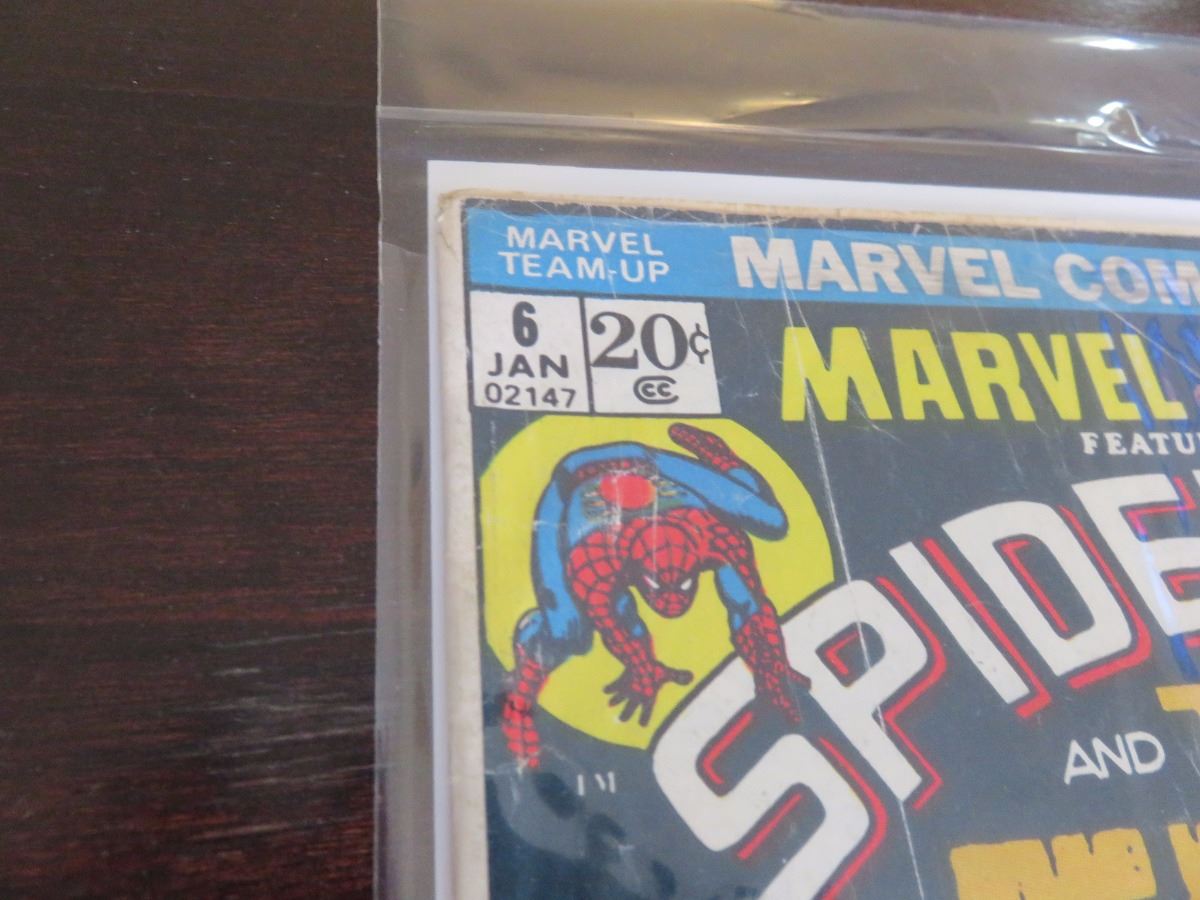 MARVEL
TEAM-UP
MARVEL COM
6
JAN
02147
20¢
CC
MARVEL
FEATU
SPIDE
AND